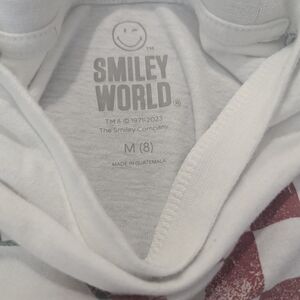 TM
SMILEY
WORLD®
TM & © 1971-2023
The Smiley Company
M (8)
MADE IN GUATEMALA